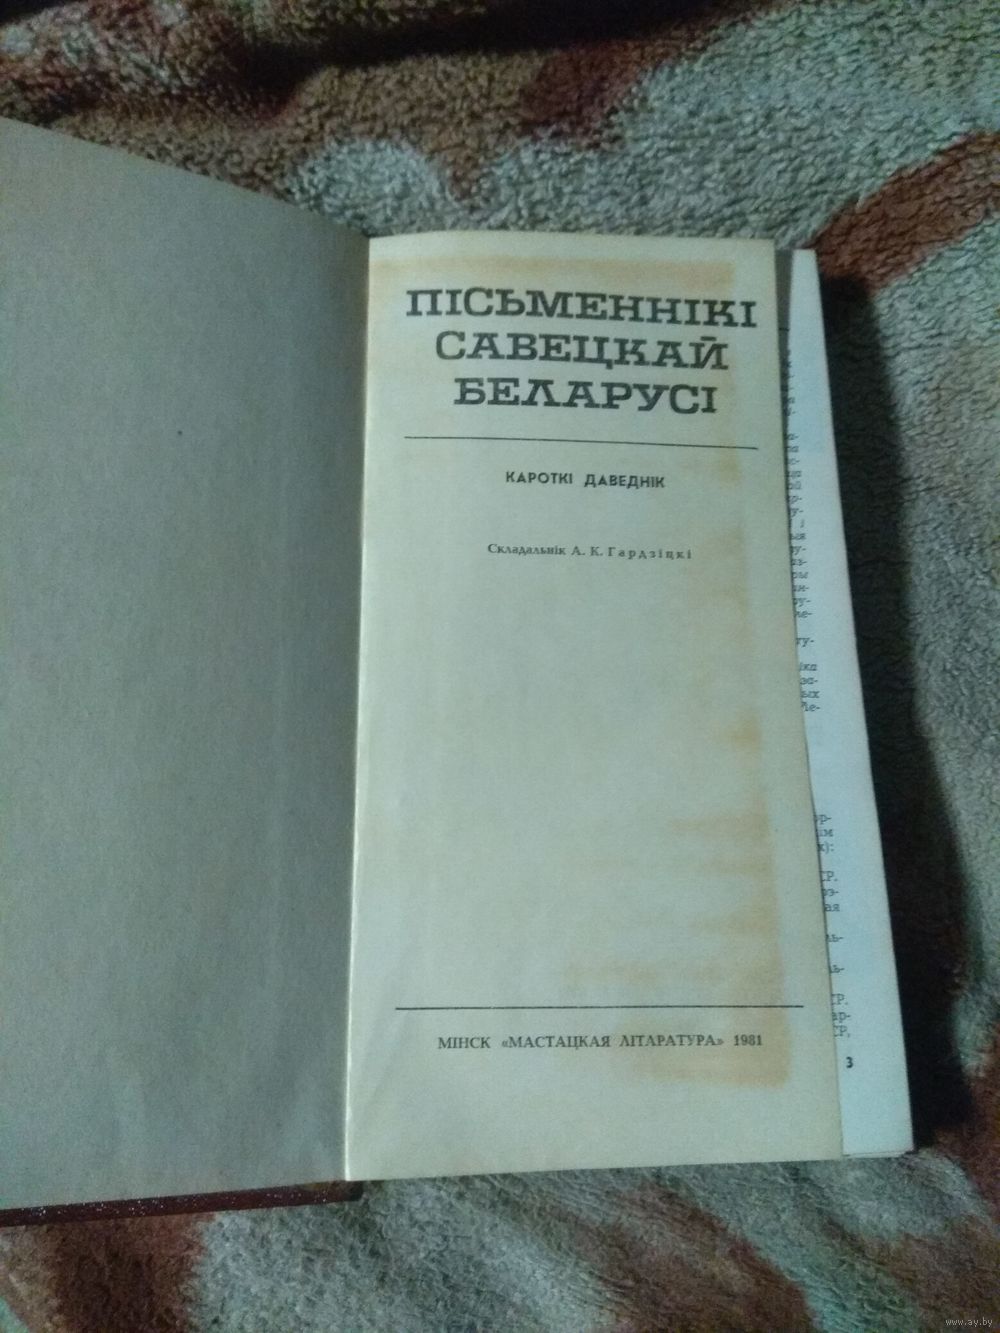 ПІСЬМЕННІКІ
САВЕЦКАЙ
БЕЛАРУСІ
КАРОТКІ ДАВЕДНІК
Складальнік А. К. Гардзіцкі
МІНСК «МАСТАЦКАЯ ЛІТАРАТУРА» 1981
3
www.ay.by